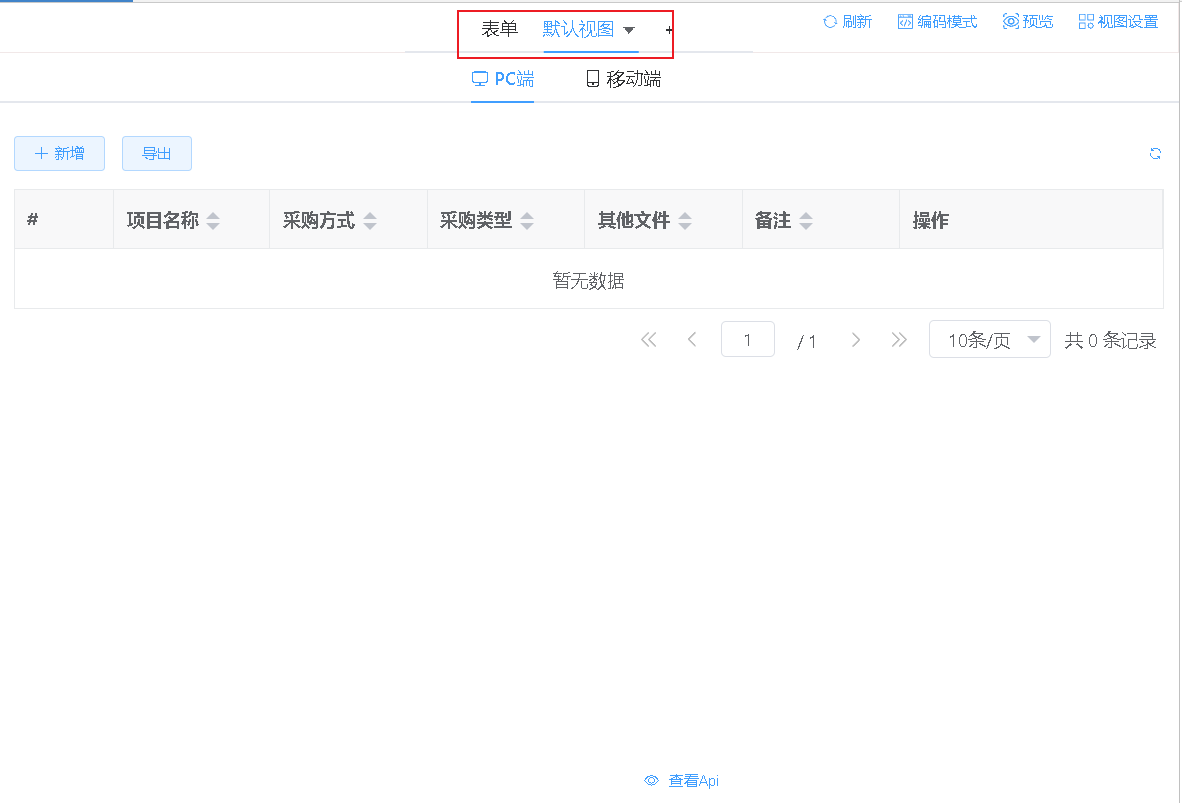 表单 默认视图 + 刷新 编码模式 预览 视图设置
PC端 移动端
+ 新增 导出
# 项目名称 采购方式 采购类型 其他文件 备注 操作
暂无数据
1 / 1 10条/页 共 0 条记录
查看Api